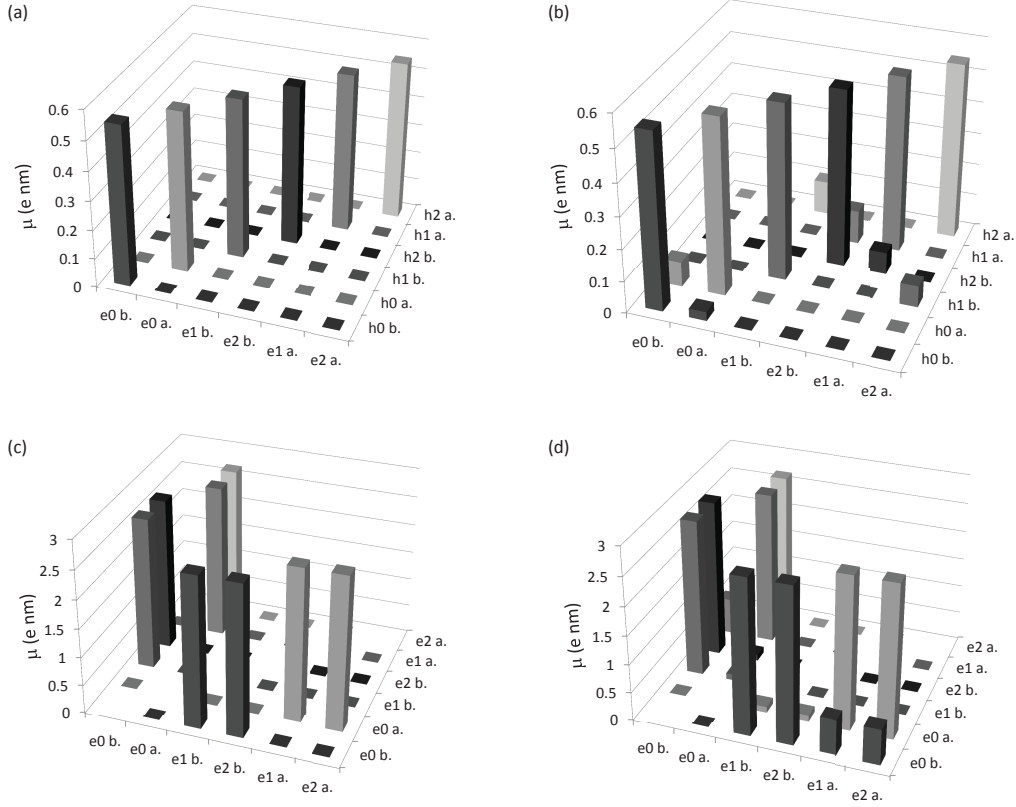 (a)
μ (e nm)
0.6
0.5
0.4
0.3
0.2
0.1
0
e0 b.
e0 a.
e1 b.
e2 b.
e1 a.
e2 a.
h2 a.
h1 a.
h2 b.
h1 b.
h0 a.
h0 b.
(b)
μ (e nm)
0.6
0.5
0.4
0.3
0.2
0.1
0
e0 b.
e0 a.
e1 b.
e2 b.
e1 a.
e2 a.
h2 a.
h1 a.
h2 b.
h1 b.
h0 a.
h0 b.
(c)
μ (e nm)
3
2.5
2
1.5
1
0.5
0
e0 b.
e0 a.
e1 b.
e2 b.
e1 a.
e2 a.
e2 a.
e1 a.
e2 b.
e1 b.
e0 a.
e0 b.
(d)
μ (e nm)
3
2.5
2
1.5
1
0.5
0
e0 b.
e0 a.
e1 b.
e2 b.
e1 a.
e2 a.
e2 a.
e1 a.
e2 b.
e1 b.
e0 a.
e0 b.